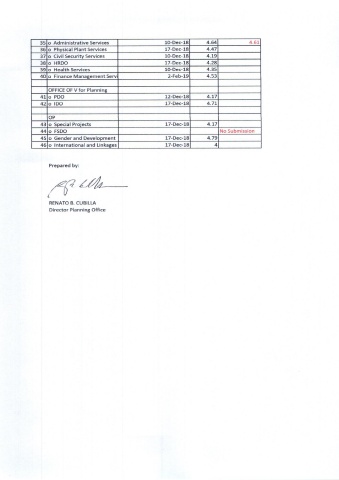 35 o Administrative Services 10-Dec-18 4.64 4.61
36 o Physical Plant Services 17-Dec-18 4.47
37 o Civil Security Services 10-Dec-18 4.19
38 o HRDO 17-Dec-18 4.28
39 o Health Services 10-Dec-18 4.35
40 o Finance Management Servi 2-Feb-19 4.53
OFFICE OF V for Planning
41 o PDO 12-Dec-18 4.17
42 o IDO 17-Dec-18 4.71
OP
43 o Special Projects 17-Dec-18 4.17
44 o FSDO No Submission
45 o Gender and Development 17-Dec-18 4.79
46 o International and Linkages 17-Dec-18 4
Prepared by:
RENATO B. CUBILLA
Director Planning Office